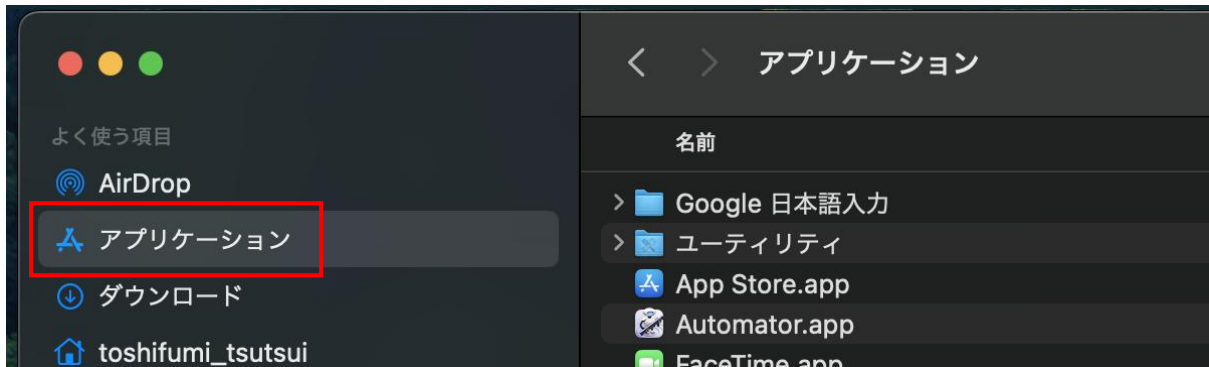 よく使う項目
AirDrop
アプリケーション
ダウンロード
toshifumi_tsutsui
アプリケーション
名前
Google 日本語入力
ユーティリティ
App Store.app
Automator.app
FaceTime.app